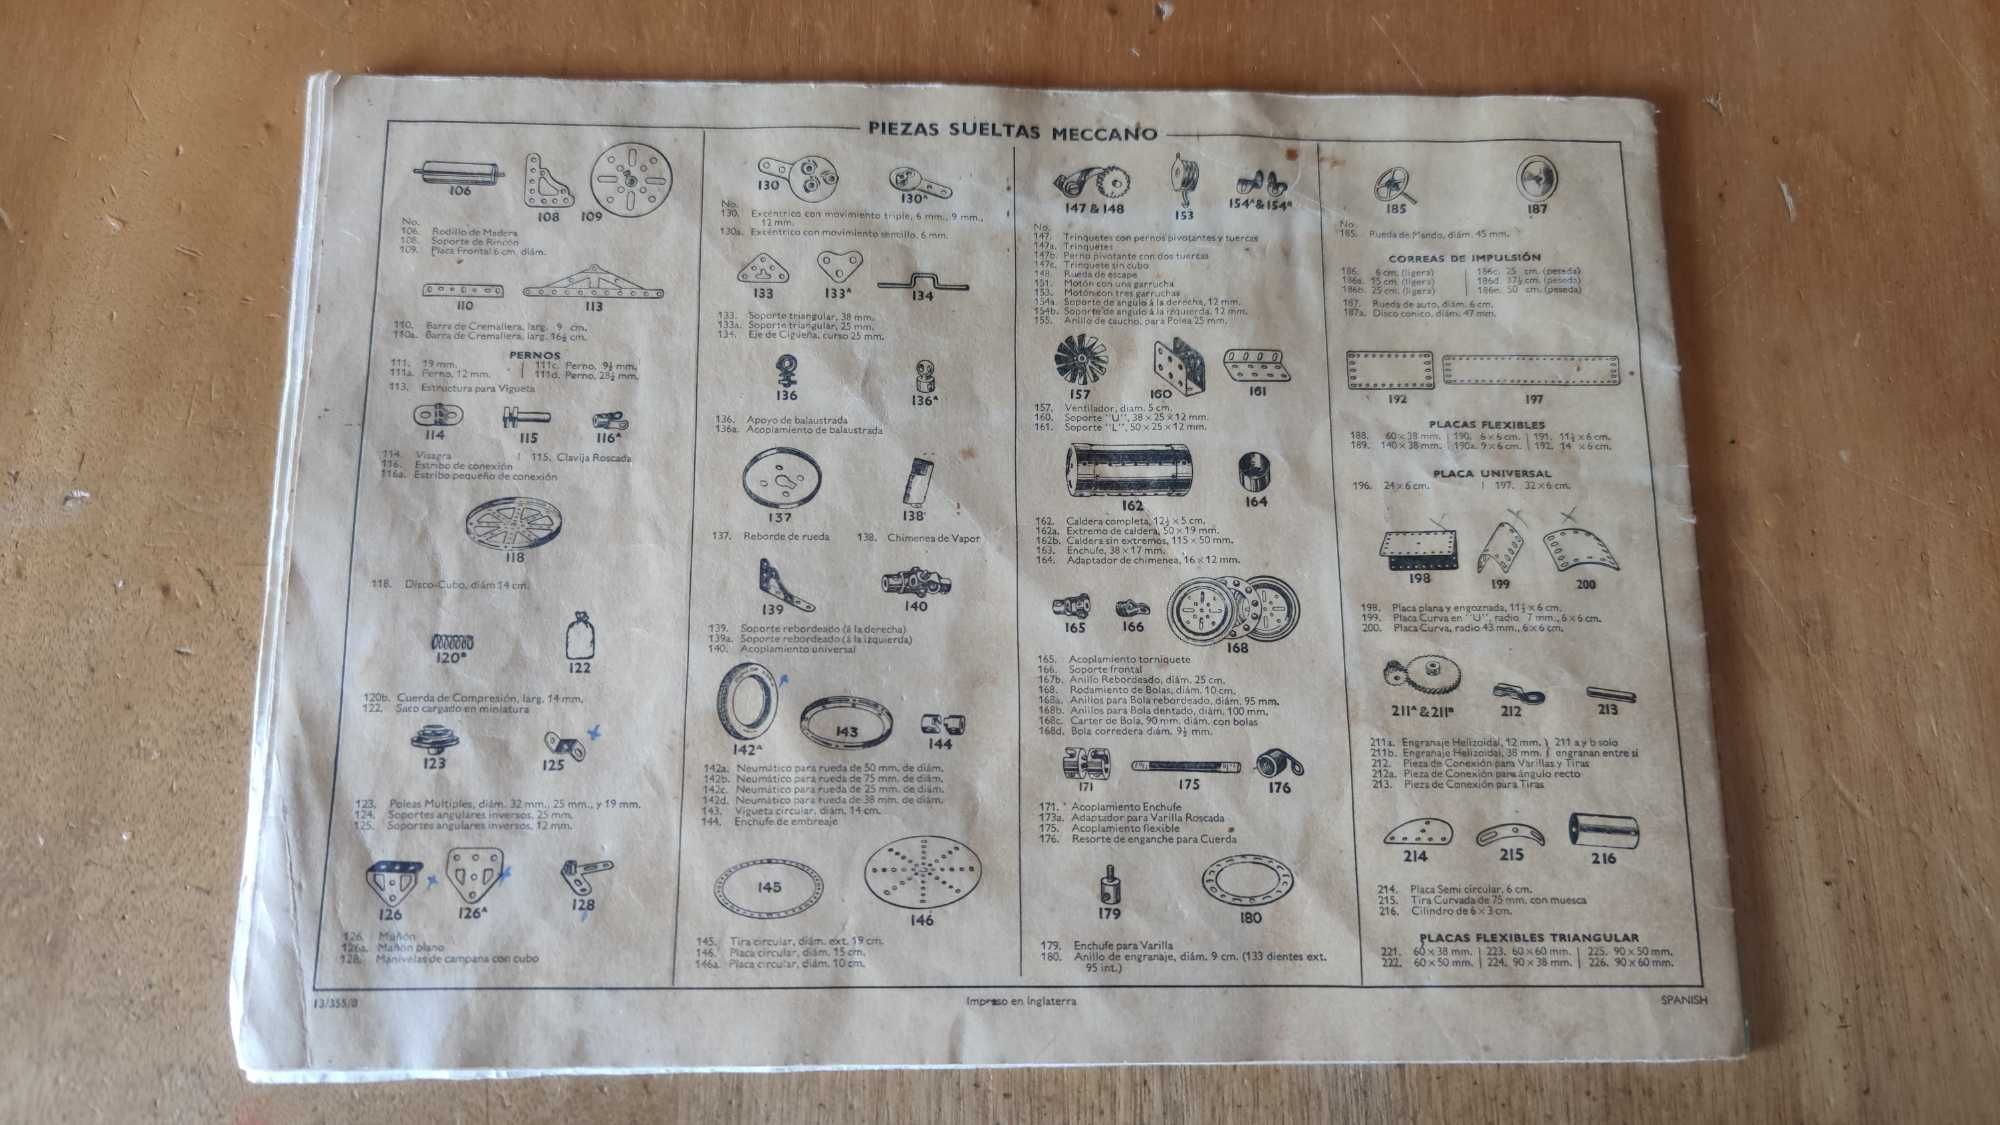 PIEZAS SUELTAS MECCANO
106
108
109
No.
106. Rodillo de Madera
108. Soporte de Rincón
109. Placa Frontal 6 cm. diám.
110
113
110. Barra de Cremallera, larg. 9 cm.
110a. Barra de Cremallera, larg. 16½ cm.
PERNOS
111. 19 mm. | 111c. Perno, 9½ mm.
111a. Perno, 12 mm. | 111d. Perno, 28½ mm.
113. Estructura para Vigueta
114
115
116ᴬ
114. Visagra | 115. Clavija Roscada
116. Estribo de conexión
116a. Estribo pequeño de conexión
118
118. Disco-Cubo, diám 14 cm.
120ᴮ
122
120b. Cuerda de Compresión, larg. 14 mm.
122. Saco cargado en miniatura
123
125
123. Poleas Multiples, diám. 32 mm., 25 mm., y 19 mm.
124. Soportes angulares inversos, 25 mm.
125. Soportes angulares inversos, 12 mm.
126
126ᴬ
128
126. Muñón
126a. Muñón plano
128. Manivelas de campana con cubo
130
130ᴬ
No.
130. Excéntrico con movimiento triple, 6 mm., 9 mm.,
12 mm.
130a. Excéntrico con movimiento sencillo, 6 mm.
133
133ᴬ
134
133. Soporte triangular, 38 mm.
133a. Soporte triangular, 25 mm.
134. Eje de Cigueña, curso 25 mm.
136
136ᴬ
136. Apoyo de balaustrada
136a. Acoplamiento de balaustrada
137
138
137. Reborde de rueda 138. Chimenea de Vapor
139
140
139. Soporte rebordeado (á la derecha)
139a. Soporte rebordeado (á la izquierda)
140. Acoplamiento universal
142ᴬ
143
144
142a. Neumático para rueda de 50 mm. de diám.
142b. Neumático para rueda de 75 mm. de diám.
142c. Neumático para rueda de 25 mm. de diám.
142d. Neumático para rueda de 38 mm. de diám.
143. Vigueta circular, diám. 14 cm.
144. Enchufe de embreaje
145
146
145. Tira circular, diám. ext. 19 cm.
146. Placa circular, diám. 15 cm.
146a. Placa circular, diám. 10 cm.
147 & 148
153
154ᴬ & 154ᴮ
No.
147. Trinquetes con pernos pivotantes y tuercas
147a. Trinquetes
147b. Perno pivotante con dos tuercas
147c. Trinquete sin cubo
148. Rueda de escape
151. Motón con una garrucha
153. Motón con tres garruchas
154a. Soporte de angulo á la derecha, 12 mm.
154b. Soporte de angulo á la izquierda, 12 mm.
155. Anillo de caucho, para Polea 25 mm.
157
160
161
157. Ventilador, diam. 5 cm.
160. Soporte "U", 38 × 25 × 12 mm.
161. Soporte "L", 50 × 25 × 12 mm.
162
164
162. Caldera completa, 12½ × 5 cm.
162a. Extremo de caldera, 50 × 19 mm.
162b. Caldera sin extremos, 115 × 50 mm.
163. Enchufe, 38 × 17 mm.
164. Adaptador de chimenea, 16 × 12 mm.
165
166
168
165. Acoplamiento torniquete
166. Soporte frontal
167b. Anillo Rebordeado, diám. 25 cm.
168. Rodamiento de Bolas, diám. 10 cm.
168a. Anillos para Bola rebordeado, diám. 95 mm.
168b. Anillos para Bola dentado, diám. 100 mm.
168c. Carter de Bola, 90 mm. diám. con bolas
168d. Bola corredera diám. 9½ mm.
171
175
176
171. Acoplamiento Enchufe
173a. Adaptador para Varilla Roscada
175. Acoplamiento flexible
176. Resorte de enganche para Cuerda
179
180
179. Enchufe para Varilla
180. Anillo de engranaje, diám. 9 cm. (133 dientes ext.
95 int.)
185
187
No.
185. Rueda de Mando, diám. 45 mm.
CORREAS DE IMPULSIÓN
186. 6 cm. (ligera) | 186c. 25 cm. (peseda)
186a. 15 cm. (ligera) | 186d. 37½ cm. (peseda)
186b. 25 cm. (ligera) | 186e. 50 cm. (peseda)
187. Rueda de auto, diám. 6 cm.
187a. Disco conico, diám. 47 mm.
192
197
PLACAS FLEXIBLES
188. 60 × 38 mm. | 190. 6 × 6 cm. | 191. 11½ × 6 cm.
189. 140 × 38 mm. | 190a. 9 × 6 cm. | 192. 14 × 6 cm.
PLACA UNIVERSAL
196. 24 × 6 cm. | 197. 32 × 6 cm.
198
199
200
198. Placa plana y engoznada, 11½ × 6 cm.
199. Placa Curva en "U", radio 7 mm., 6 × 6 cm.
200. Placa Curva, radio 43 mm., 6 × 6 cm.
211ᴬ & 211ᴮ
212
213
211a. Engranaje Helizoidal, 12 mm. } 211 a y b solo
211b. Engranaje Helizoidal, 38 mm. } engranan entre sí
212. Pieza de Conexión para Varillas y Tiras
212a. Pieza de Conexión para ángulo recto
213. Pieza de Conexión para Tiras
214
215
216
214. Placa Semi circular, 6 cm.
215. Tira Curvada de 75 mm. con muesca
216. Cilindro de 6 × 3 cm.
PLACAS FLEXIBLES TRIANGULAR
221. 60 × 38 mm. | 223. 60 × 60 mm. | 225. 90 × 50 mm.
222. 60 × 50 mm. | 224. 90 × 38 mm. | 226. 90 × 60 mm.
13/355/8
Impreso en Inglaterra
SPANISH